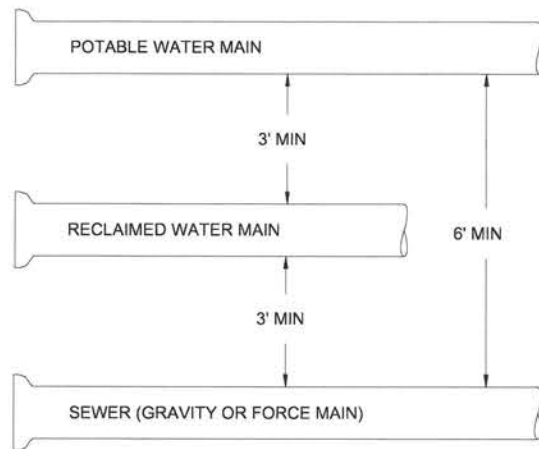 POTABLE WATER MAIN
3' MIN
RECLAIMED WATER MAIN
6' MIN
3' MIN
SEWER (GRAVITY OR FORCE MAIN)